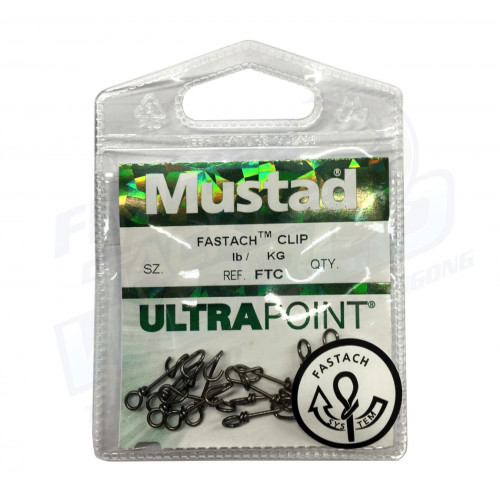 Mustad®
FASTACH™ CLIP
lb / KG
SZ. REF. FTC QTY.
ULTRAPOINT®
FASTACH
SYSTEM